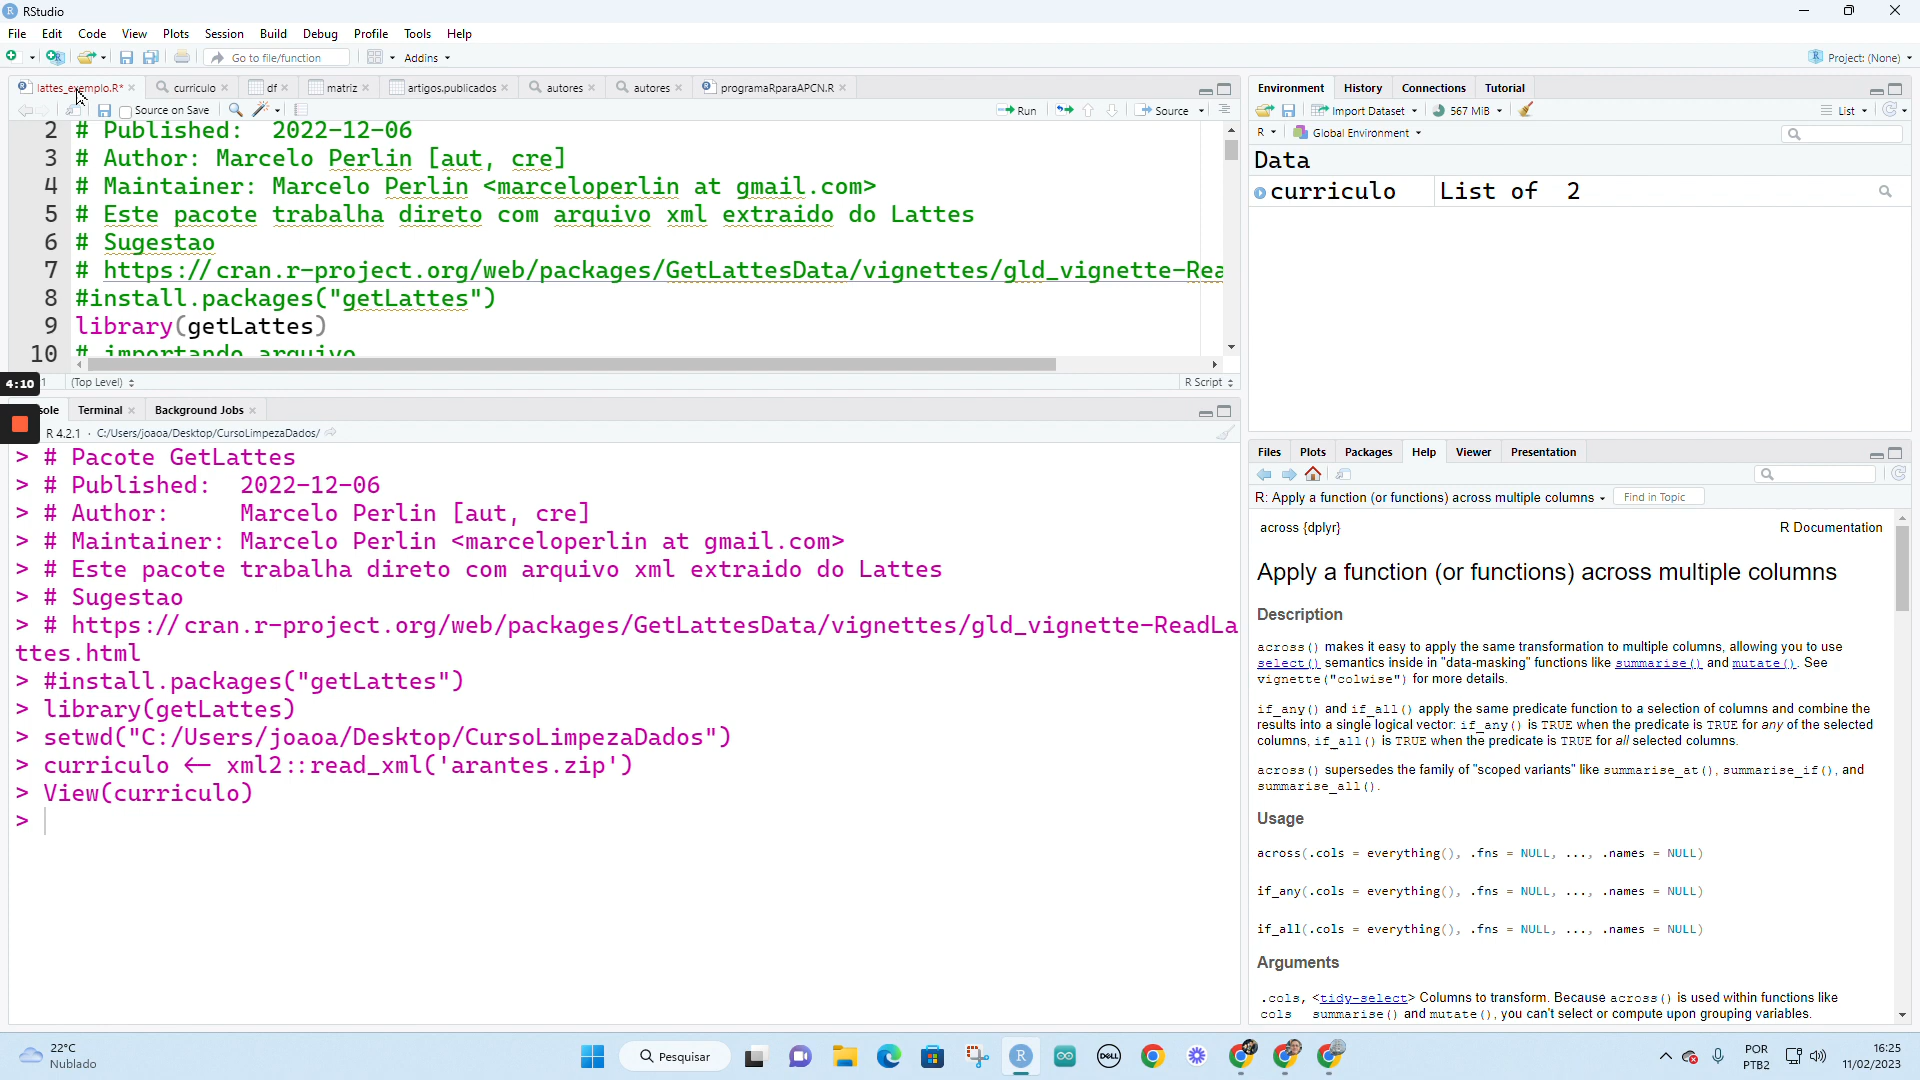 RStudio
File Edit Code View Plots Session Build Debug Profile Tools Help
Go to file/function Addins Project: (None)
lattes_exemplo.R* curriculo df matriz artigos.publicados autores autores programaRparaAPCN.R
Source on Save Run Source
2 # Published: 2022-12-06
3 # Author: Marcelo Perlin [aut, cre]
4 # Maintainer: Marcelo Perlin <marceloperlin at gmail.com>
5 # Este pacote trabalha direto com arquivo xml extraido do Lattes
6 # Sugestao
7 # https://cran.r-project.org/web/packages/GetLattesData/vignettes/gld_vignette-Rea
8 #install.packages("getLattes")
9 library(getLattes)
10 # importando arquivo
4:10 1 (Top Level) R Script
sole Terminal Background Jobs
R 4.2.1 · C:/Users/joaoa/Desktop/CursoLimpezaDados/
> # Pacote GetLattes
> # Published: 2022-12-06
> # Author: Marcelo Perlin [aut, cre]
> # Maintainer: Marcelo Perlin <marceloperlin at gmail.com>
> # Este pacote trabalha direto com arquivo xml extraido do Lattes
> # Sugestao
> # https://cran.r-project.org/web/packages/GetLattesData/vignettes/gld_vignette-ReadLa
ttes.html
> #install.packages("getLattes")
> library(getLattes)
> setwd("C:/Users/joaoa/Desktop/CursoLimpezaDados")
> curriculo <- xml2::read_xml('arantes.zip')
> View(curriculo)
>
Environment History Connections Tutorial
Import Dataset 567 MiB List
R Global Environment
Data
curriculo List of 2
Files Plots Packages Help Viewer Presentation
R: Apply a function (or functions) across multiple columns Find in Topic
across {dplyr} R Documentation
Apply a function (or functions) across multiple columns
Description
across() makes it easy to apply the same transformation to multiple columns, allowing you to use
select() semantics inside in "data-masking" functions like summarise() and mutate(). See
vignette("colwise") for more details.
if_any() and if_all() apply the same predicate function to a selection of columns and combine the
results into a single logical vector: if_any() is TRUE when the predicate is TRUE for any of the selected
columns, if_all() is TRUE when the predicate is TRUE for all selected columns.
across() supersedes the family of "scoped variants" like summarise_at(), summarise_if(), and
summarise_all().
Usage
across(.cols = everything(), .fns = NULL, ..., .names = NULL)
if_any(.cols = everything(), .fns = NULL, ..., .names = NULL)
if_all(.cols = everything(), .fns = NULL, ..., .names = NULL)
Arguments
.cols, <tidy-select> Columns to transform. Because across() is used within functions like
cols summarise() and mutate(), you can't select or compute upon grouping variables.
22°C
Nublado
Pesquisar
DELL
POR
PTB2
16:25
11/02/2023